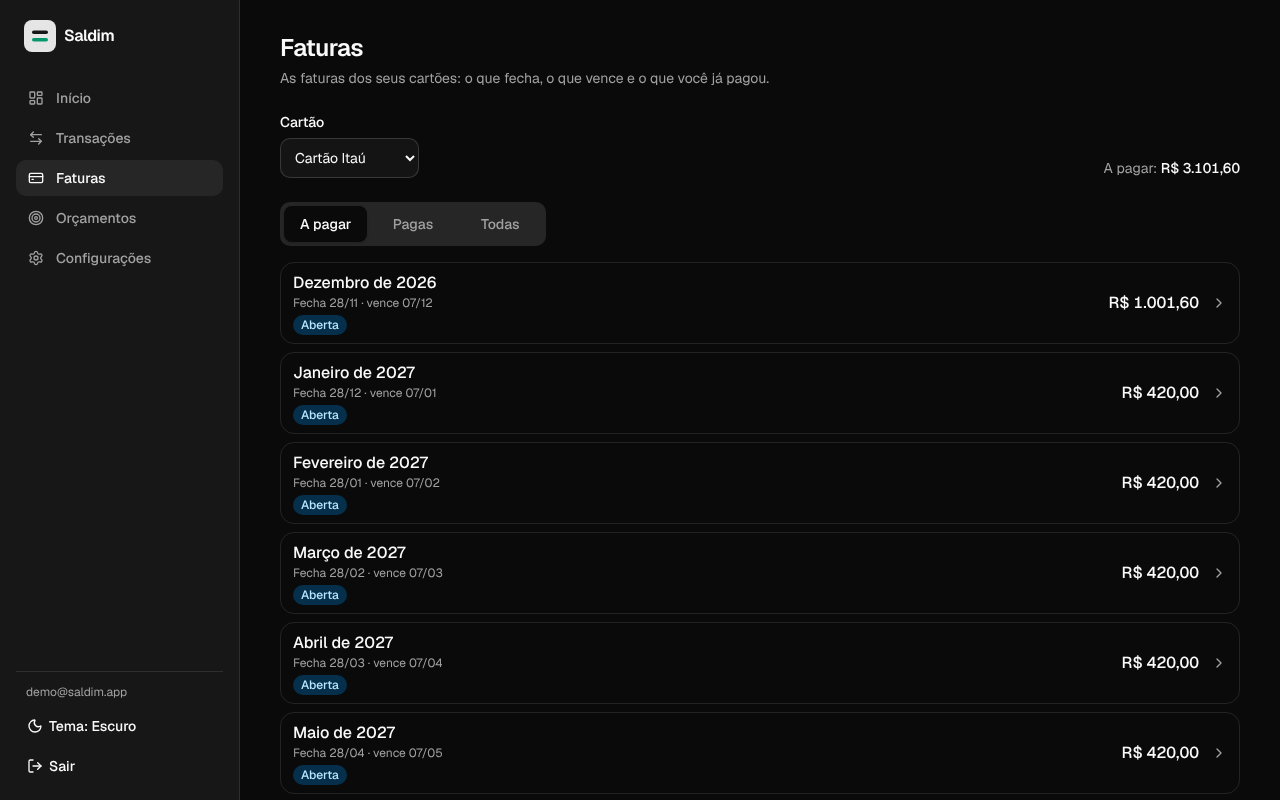 Saldim
Início
Transações
Faturas
Orçamentos
Configurações
demo@saldim.app
Tema: Escuro
Sair
Faturas
As faturas dos seus cartões: o que fecha, o que vence e o que você já pagou.
Cartão
Cartão Itaú
A pagar: R$ 3.101,60
A pagar Pagas Todas
Dezembro de 2026
Fecha 28/11 · vence 07/12
Aberta
R$ 1.001,60
Janeiro de 2027
Fecha 28/12 · vence 07/01
Aberta
R$ 420,00
Fevereiro de 2027
Fecha 28/01 · vence 07/02
Aberta
R$ 420,00
Março de 2027
Fecha 28/02 · vence 07/03
Aberta
R$ 420,00
Abril de 2027
Fecha 28/03 · vence 07/04
Aberta
R$ 420,00
Maio de 2027
Fecha 28/04 · vence 07/05
Aberta
R$ 420,00